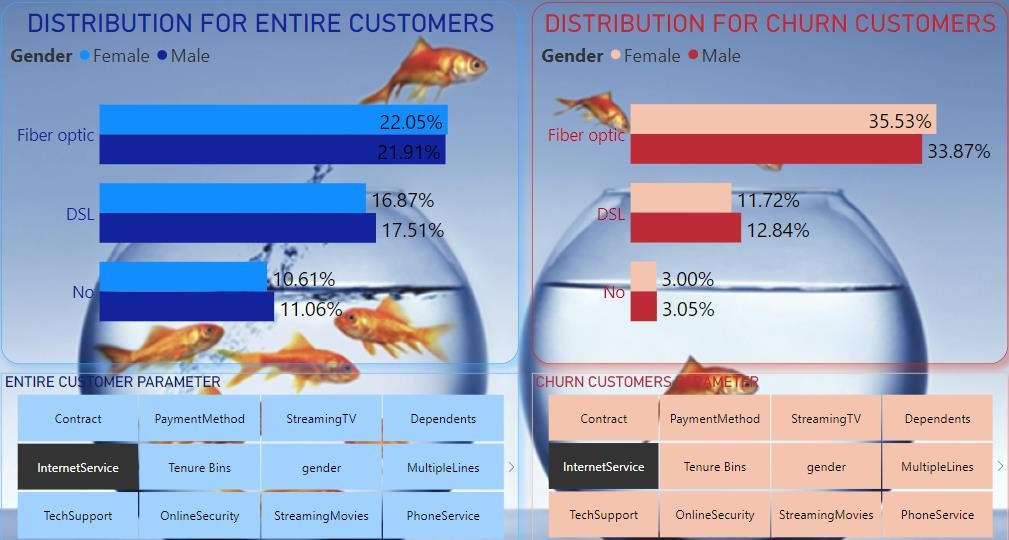 DISTRIBUTION FOR ENTIRE CUSTOMERS
Gender Female Male
Fiber optic
22.05%
21.91%
DSL
16.87%
17.51%
No
10.61%
11.06%
ENTIRE CUSTOMER PARAMETER
Contract PaymentMethod StreamingTV Dependents
InternetService Tenure Bins gender MultipleLines
TechSupport OnlineSecurity StreamingMovies PhoneService
DISTRIBUTION FOR CHURN CUSTOMERS
Gender Female Male
Fiber optic
35.53%
33.87%
DSL
11.72%
12.84%
No
3.00%
3.05%
CHURN CUSTOMERS PARAMETER
Contract PaymentMethod StreamingTV Dependents
InternetService Tenure Bins gender MultipleLines
TechSupport OnlineSecurity StreamingMovies PhoneService